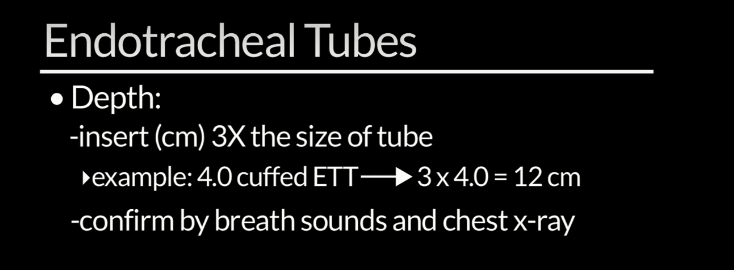 Endotracheal Tubes
• Depth:
-insert (cm) 3X the size of tube
‣example: 4.0 cuffed ETT⟶ 3 x 4.0 = 12 cm
-confirm by breath sounds and chest x-ray